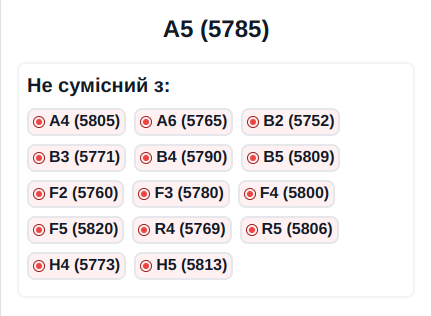 A5 (5785)
Не сумісний з:
A4 (5805) A6 (5765) B2 (5752)
B3 (5771) B4 (5790) B5 (5809)
F2 (5760) F3 (5780) F4 (5800)
F5 (5820) R4 (5769) R5 (5806)
H4 (5773) H5 (5813)